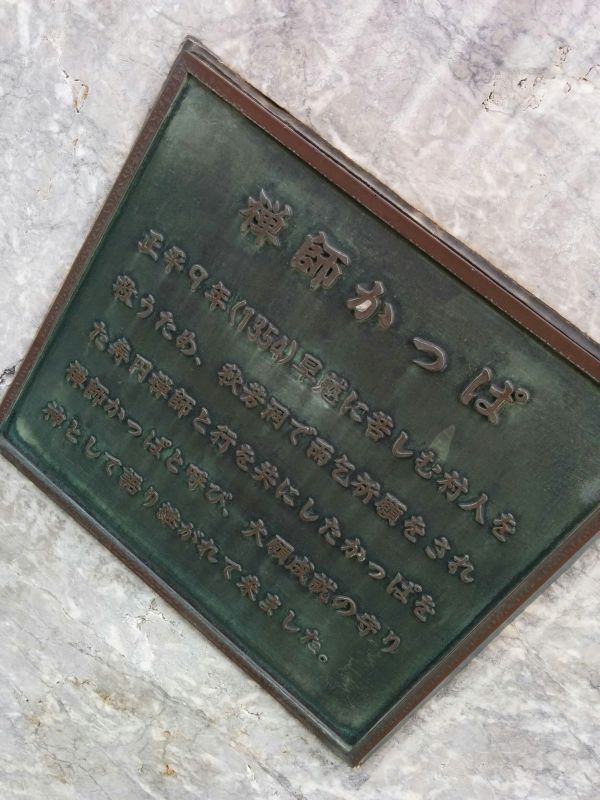 禅師かっぱ
正平9年(1354)旱魃に苦しむ村人を
救うため、秋芳洞で雨乞祈願をされ
た寿円禅師と行を共にしたかっぱを
禅師かっぱと呼び、大願成就の守り
神として語り継がれて来ました。